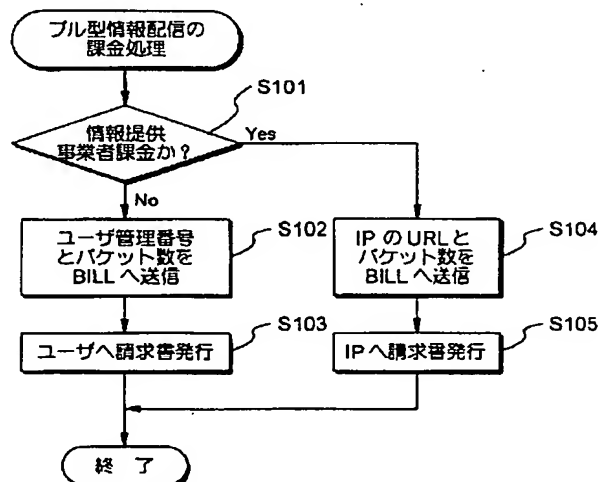 プル型情報配信の
課金処理
S101
情報提供
事業者課金か？
Yes
No
ユーザ管理番号
とパケット数を
BILLへ送信
S102
IPのURLと
パケット数を
BILLへ送信
S104
ユーザへ請求書発行
S103
IPへ請求書発行
S105
終 了